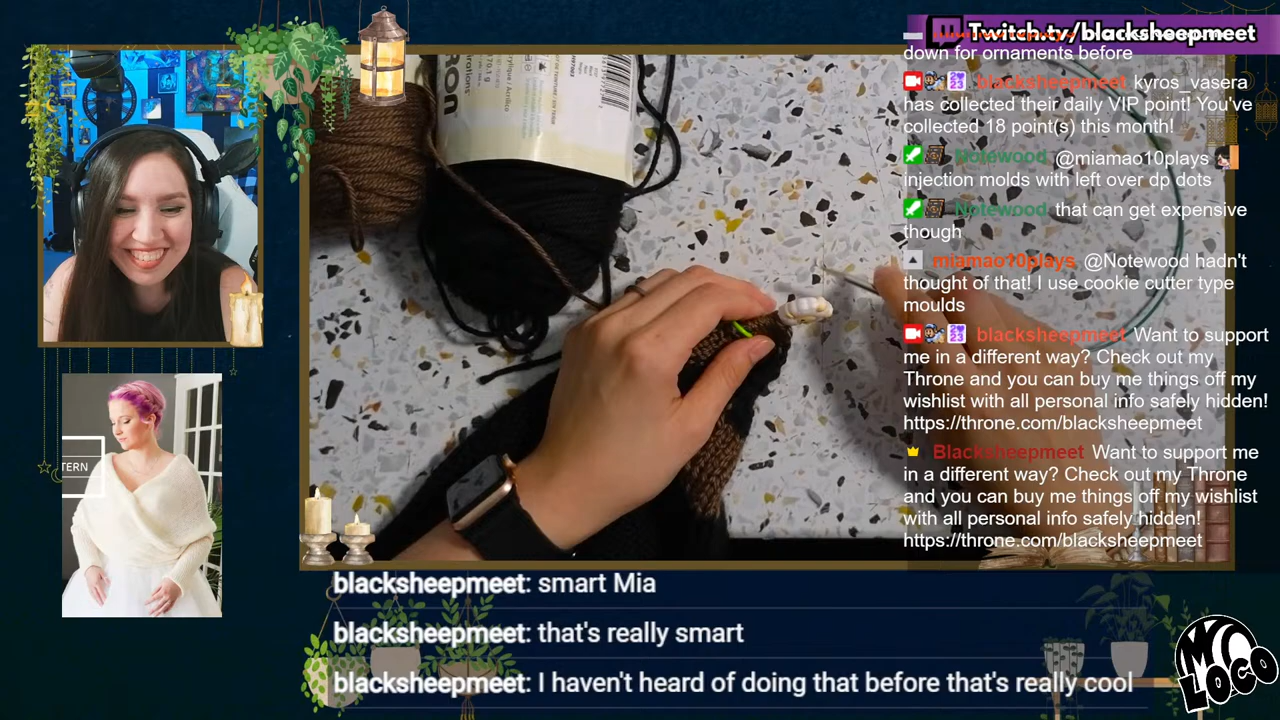 Twitch.tv/blacksheepmeet
down for ornaments before
blacksheepmeet kyros_vasera
has collected their daily VIP point! You've
collected 18 point(s) this month!
Notewood @miamao10plays
injection molds with left over dp dots
Notewood that can get expensive
though
miamao10plays @Notewood hadn't
thought of that! I use cookie cutter type
moulds
blacksheepmeet Want to support
me in a different way? Check out my
Throne and you can buy me things off my
wishlist with all personal info safely hidden!
https://throne.com/blacksheepmeet
Blacksheepmeet Want to support me
in a different way? Check out my Throne
and you can buy me things off my wishlist
with all personal info safely hidden!
https://throne.com/blacksheepmeet
RON
TERN
blacksheepmeet: smart Mia
blacksheepmeet: that's really smart
blacksheepmeet: I haven't heard of doing that before that's really cool
MC
LOCO